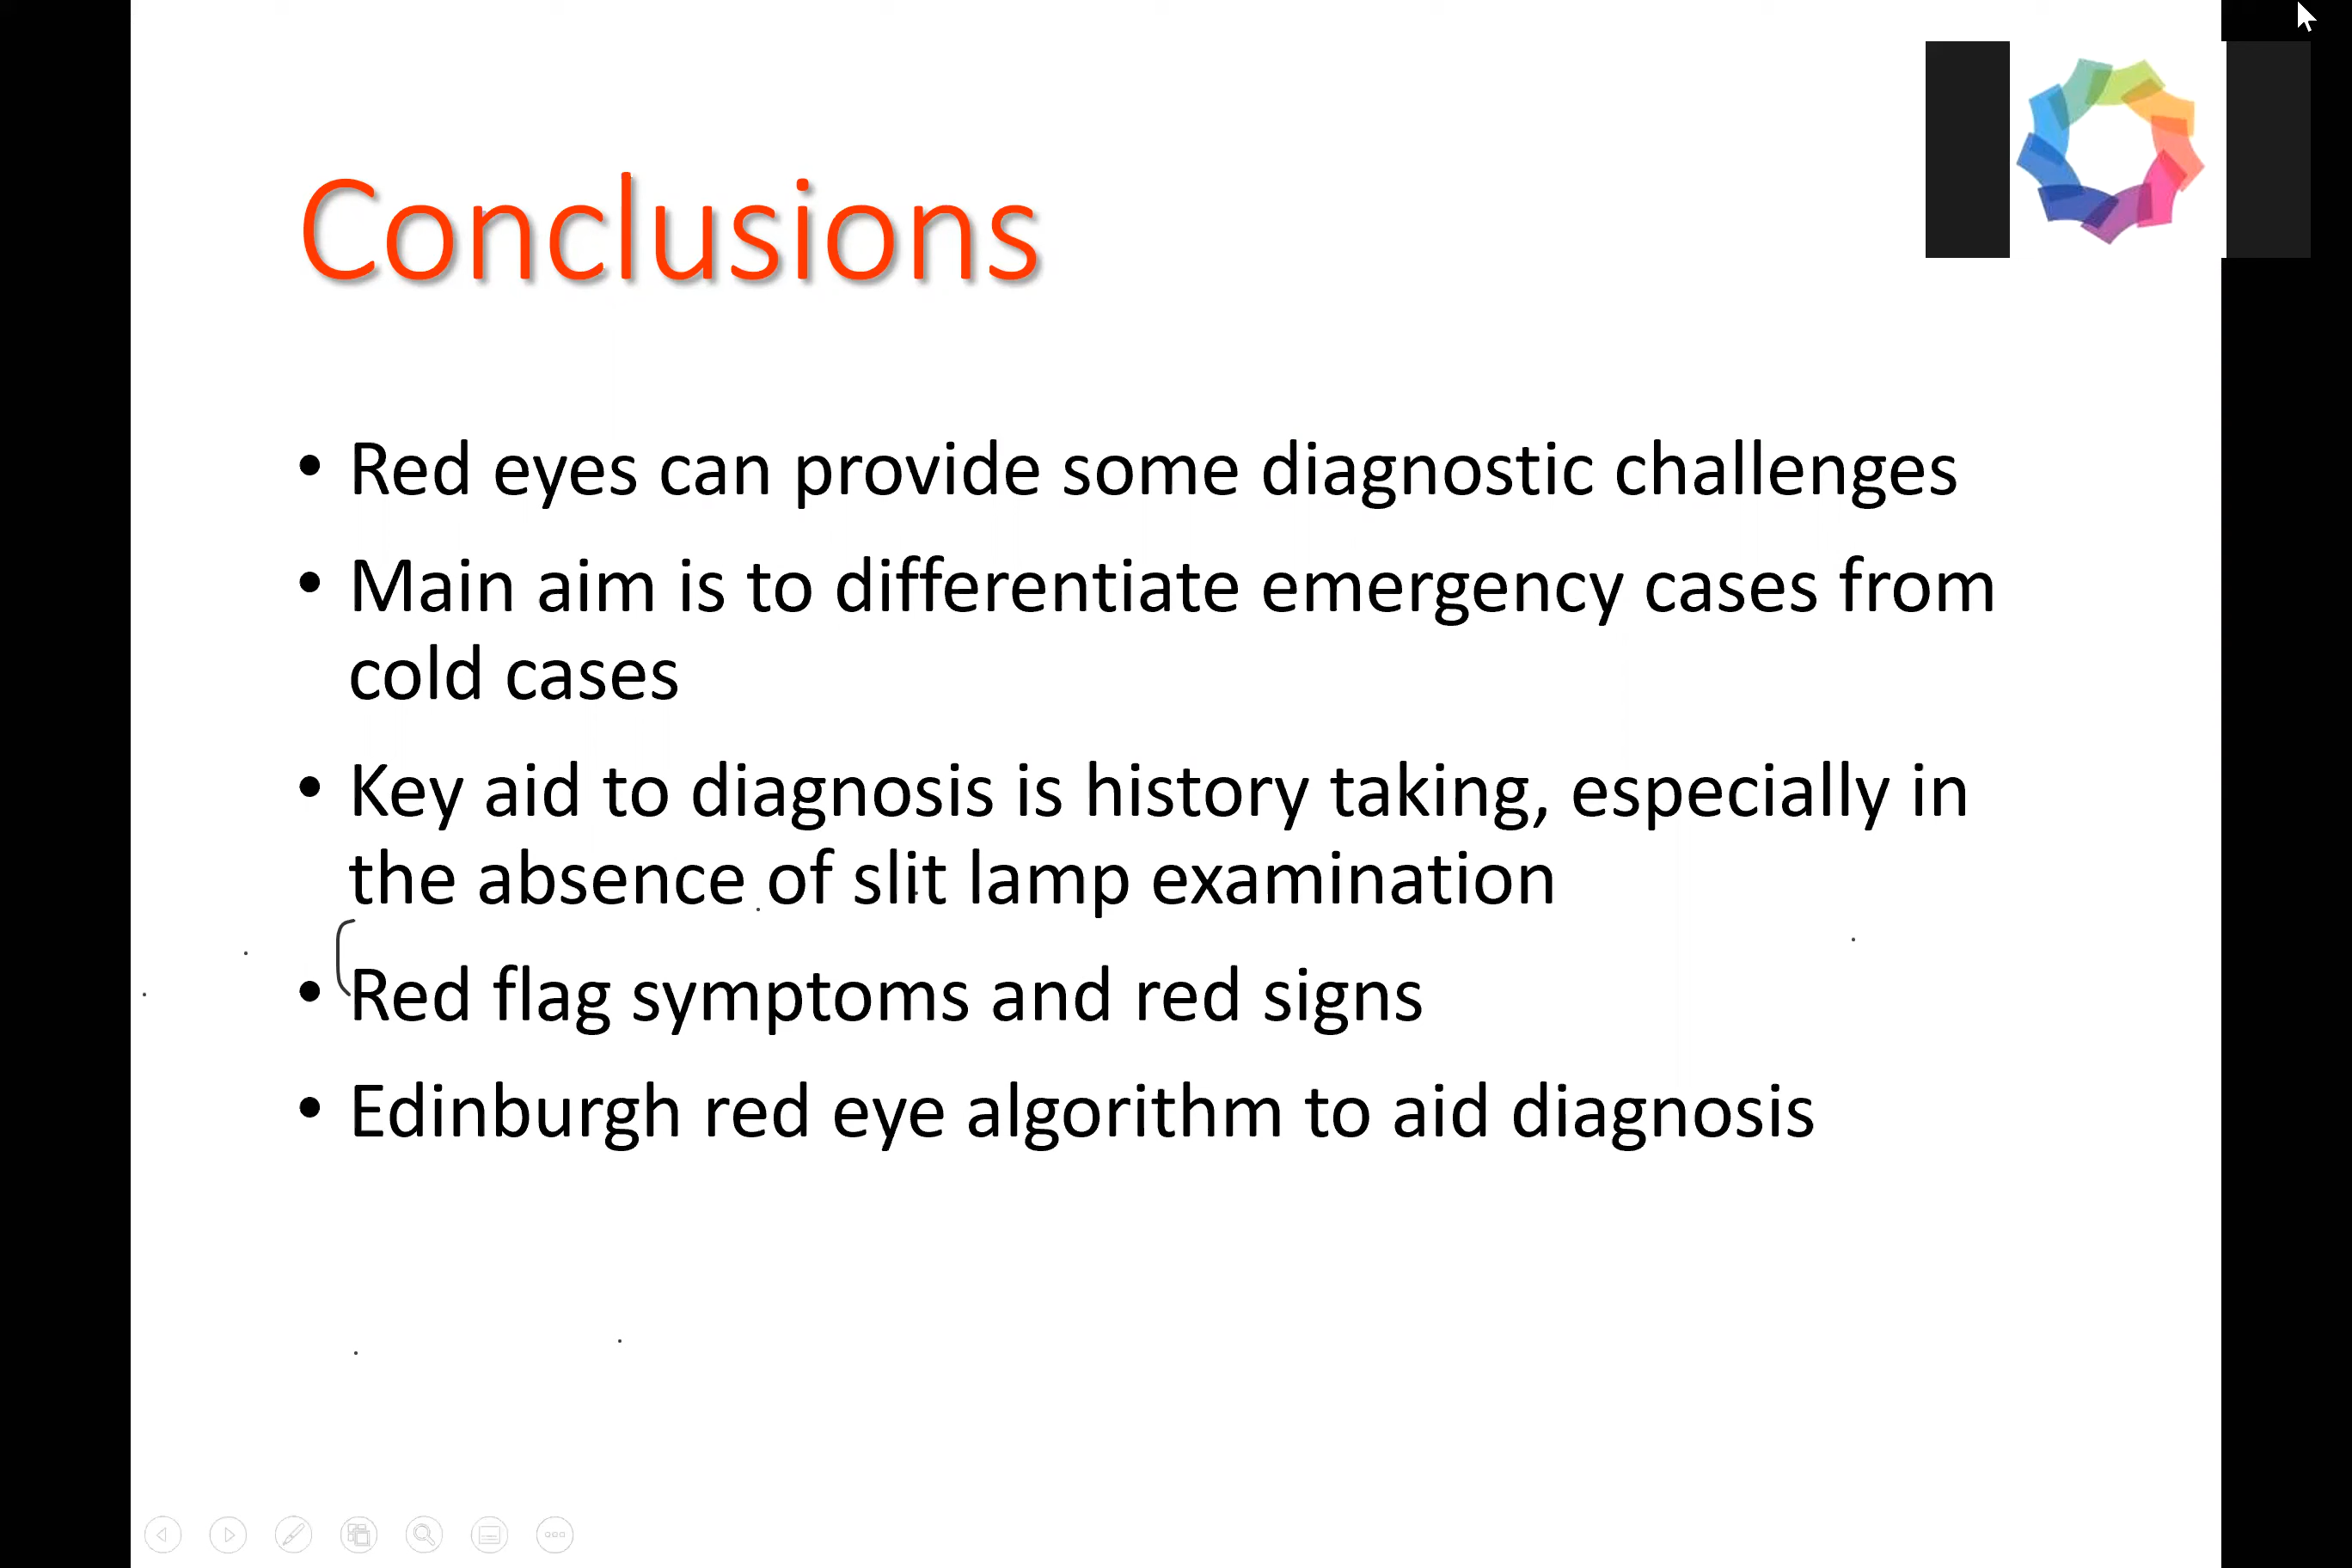 Conclusions
• Red eyes can provide some diagnostic challenges
• Main aim is to differentiate emergency cases from
cold cases
• Key aid to diagnosis is history taking, especially in
the absence of slit lamp examination
• Red flag symptoms and red signs
• Edinburgh red eye algorithm to aid diagnosis